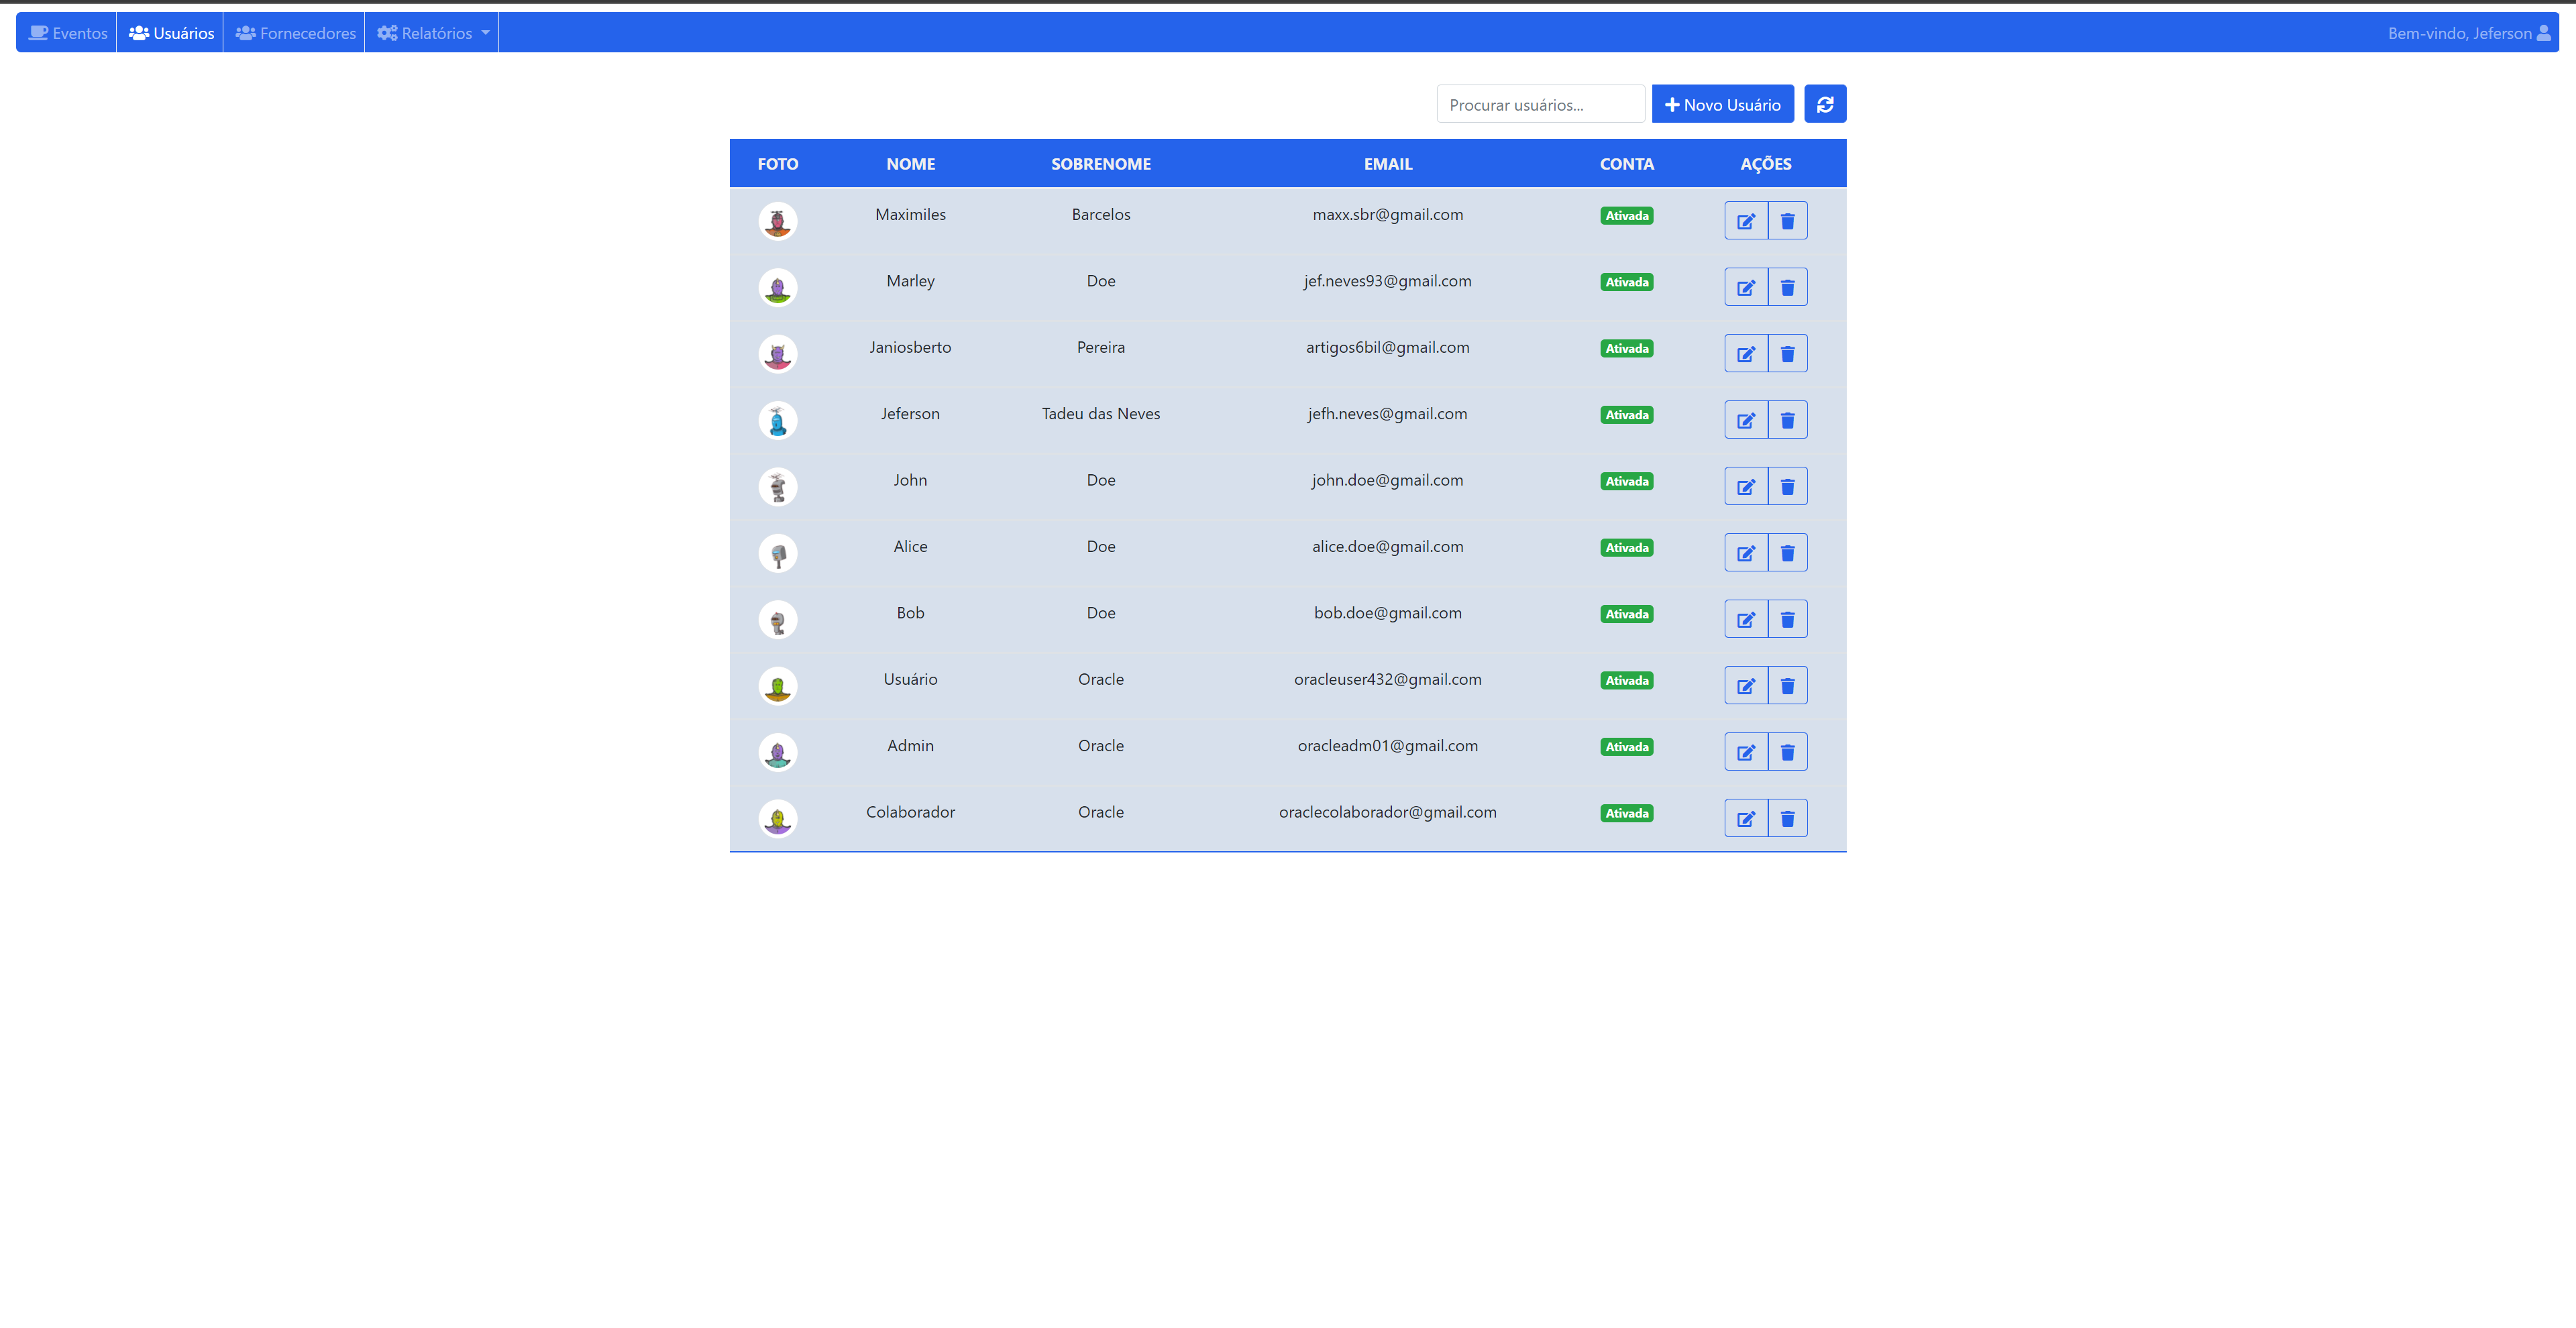 Eventos Usuários Fornecedores Relatórios Bem-vindo, Jeferson
Procurar usuários... Novo Usuário
FOTO NOME SOBRENOME EMAIL CONTA AÇÕES
Maximiles Barcelos maxx.sbr@gmail.com Ativada
Marley Doe jef.neves93@gmail.com Ativada
Janiosberto Pereira artigos6bil@gmail.com Ativada
Jeferson Tadeu das Neves jefh.neves@gmail.com Ativada
John Doe john.doe@gmail.com Ativada
Alice Doe alice.doe@gmail.com Ativada
Bob Doe bob.doe@gmail.com Ativada
Usuário Oracle oracleuser432@gmail.com Ativada
Admin Oracle oracleadm01@gmail.com Ativada
Colaborador Oracle oraclecolaborador@gmail.com Ativada